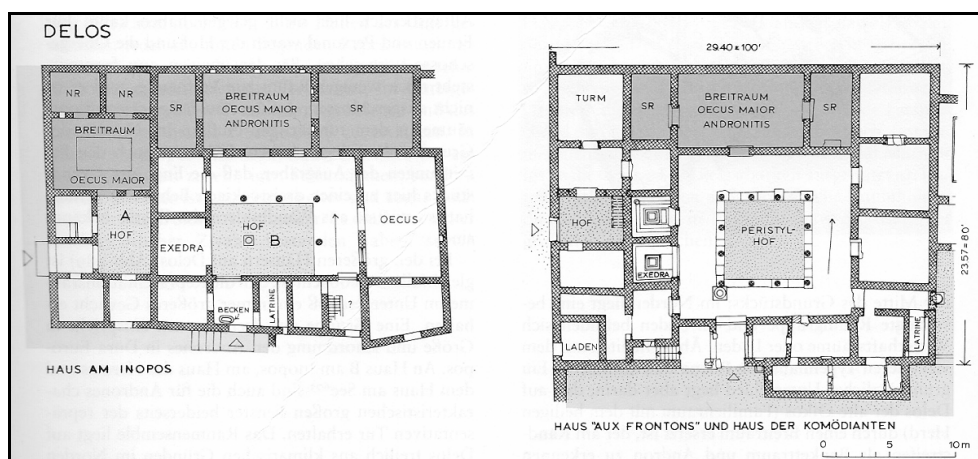 DELOS
NR
NR
SR
BREITRAUM
OECUS MAIOR
ANDRONITIS
SR
BREITRAUM
OECUS MAIOR
A
HOF
EXEDRA
HOF
B
OECUS
BECKEN
LATRINE
?
HAUS AM INOPOS
29.40 x 100'
TURM
SR
BREITRAUM
OECUS MAIOR
ANDRONITIS
SR
HOF
PERISTYL-
HOF
EXEDRA
LADEN
LATRINE
23.57 = 80'
HAUS "AUX FRONTONS" UND HAUS DER KOMÖDIANTEN
0 5 10 m